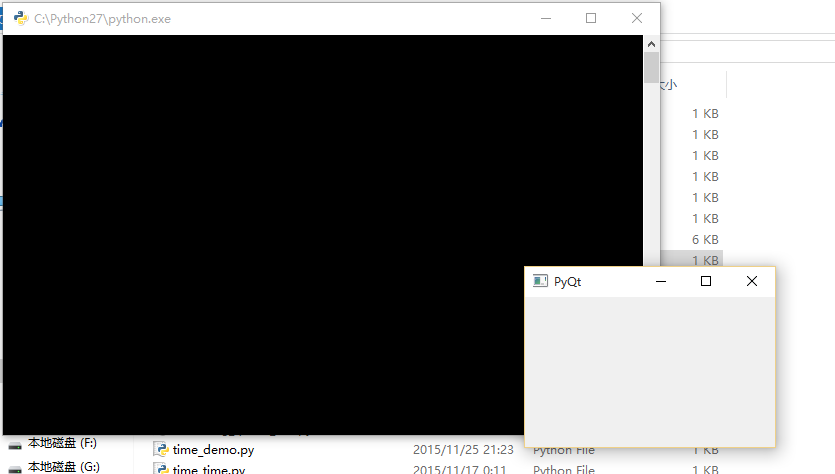 C:\Python27\python.exe
大小
1 KB
1 KB
1 KB
1 KB
1 KB
1 KB
6 KB
1 KB
PyQt
本地磁盘 (F:)
time_demo.py 2015/11/25 21:23 Python File 1 KB
本地磁盘 (G:)
time_time.py 2015/11/17 0:11 Python File 1 KB